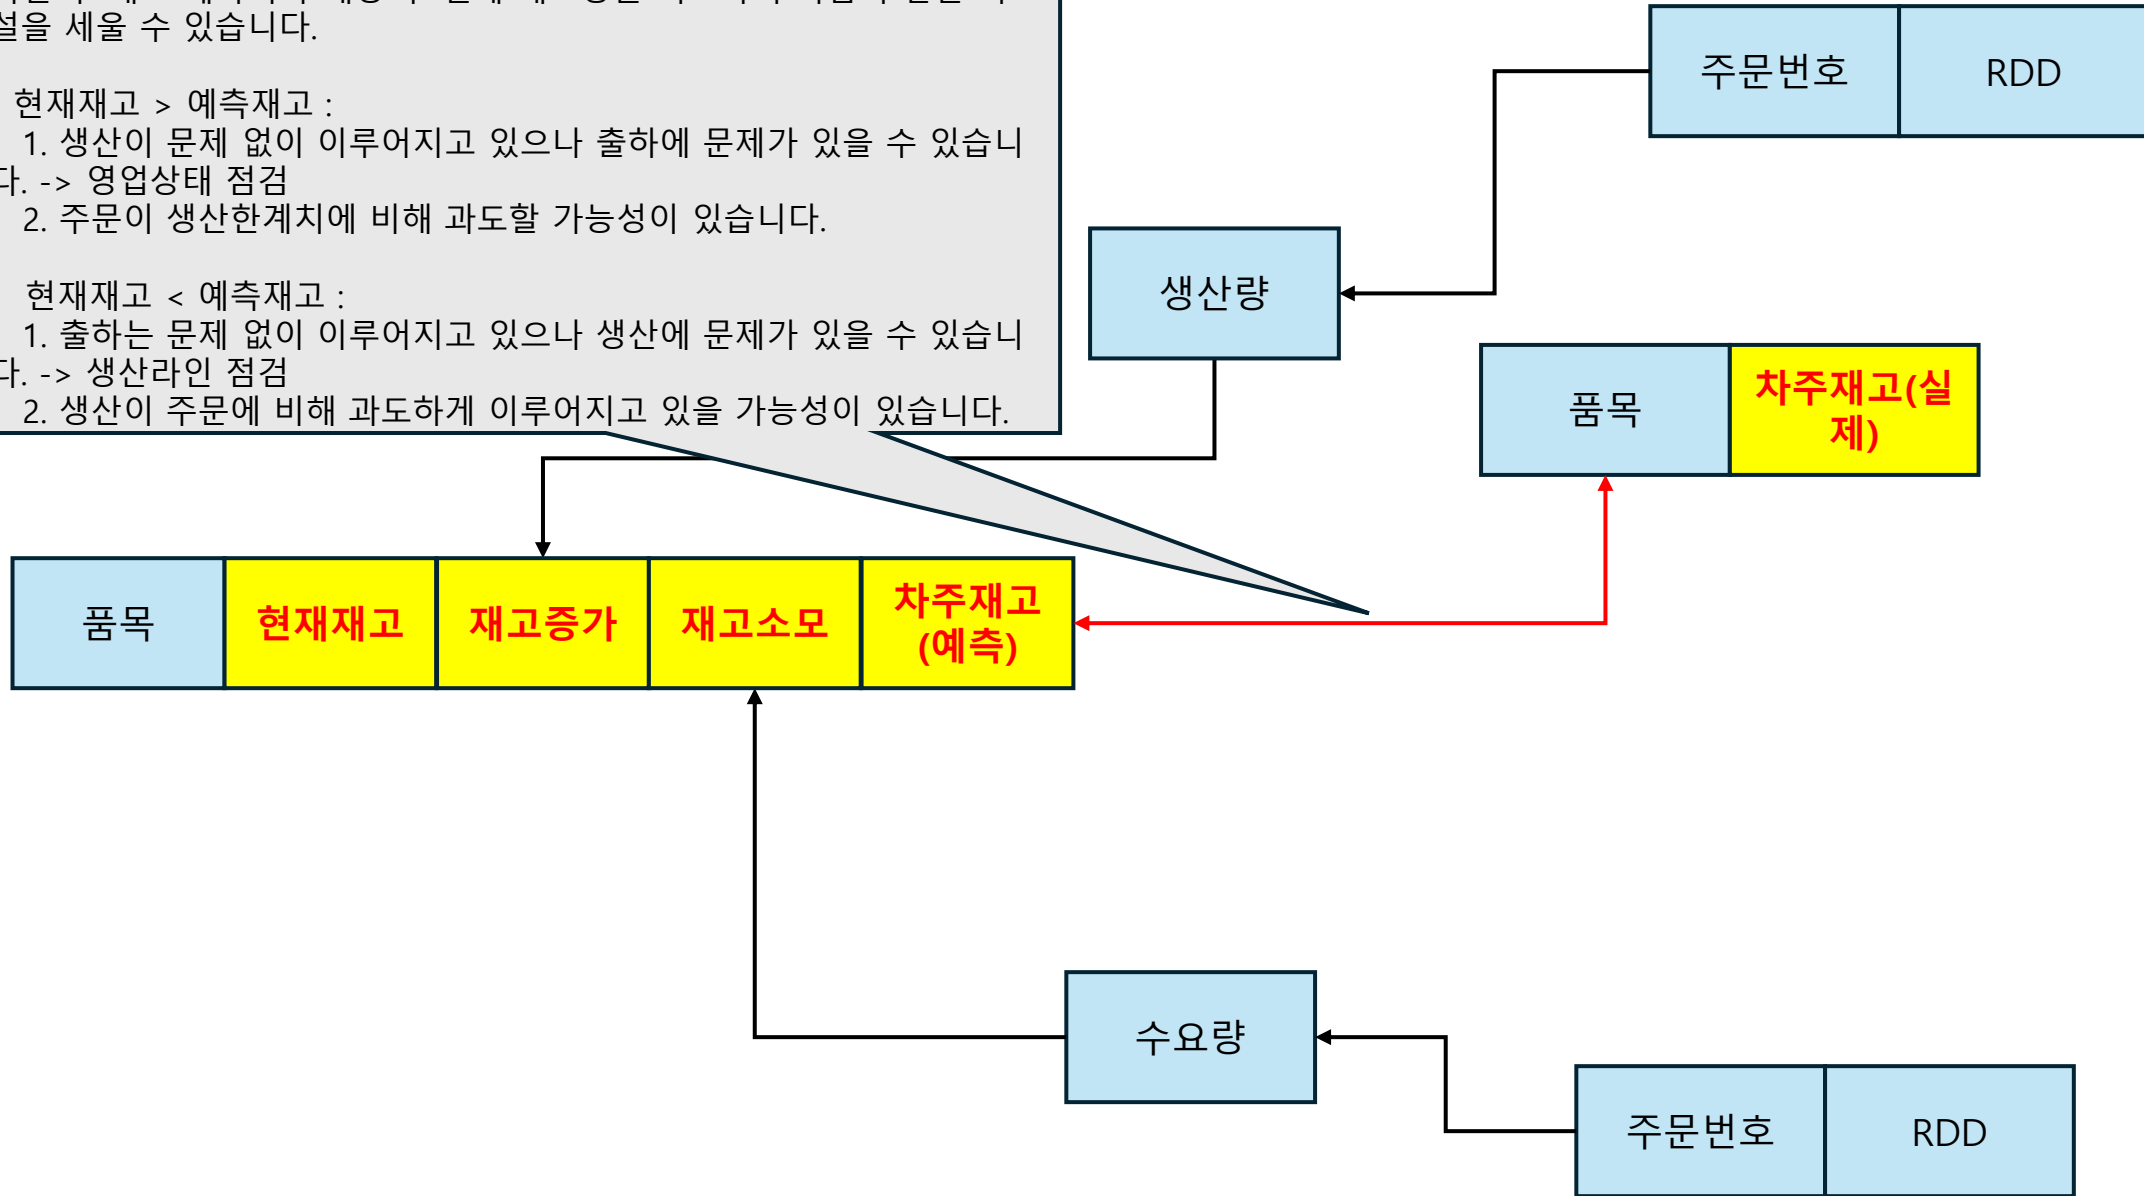 설을 세울 수 있습니다.
현재재고 > 예측재고 :
1. 생산이 문제 없이 이루어지고 있으나 출하에 문제가 있을 수 있습니
다. -> 영업상태 점검
2. 주문이 생산한계치에 비해 과도할 가능성이 있습니다.
현재재고 < 예측재고 :
1. 출하는 문제 없이 이루어지고 있으나 생산에 문제가 있을 수 있습니
다. -> 생산라인 점검
2. 생산이 주문에 비해 과도하게 이루어지고 있을 가능성이 있습니다.
주문번호
RDD
생산량
품목
차주재고(실
제)
품목
현재재고
재고증가
재고소모
차주재고
(예측)
수요량
주문번호
RDD